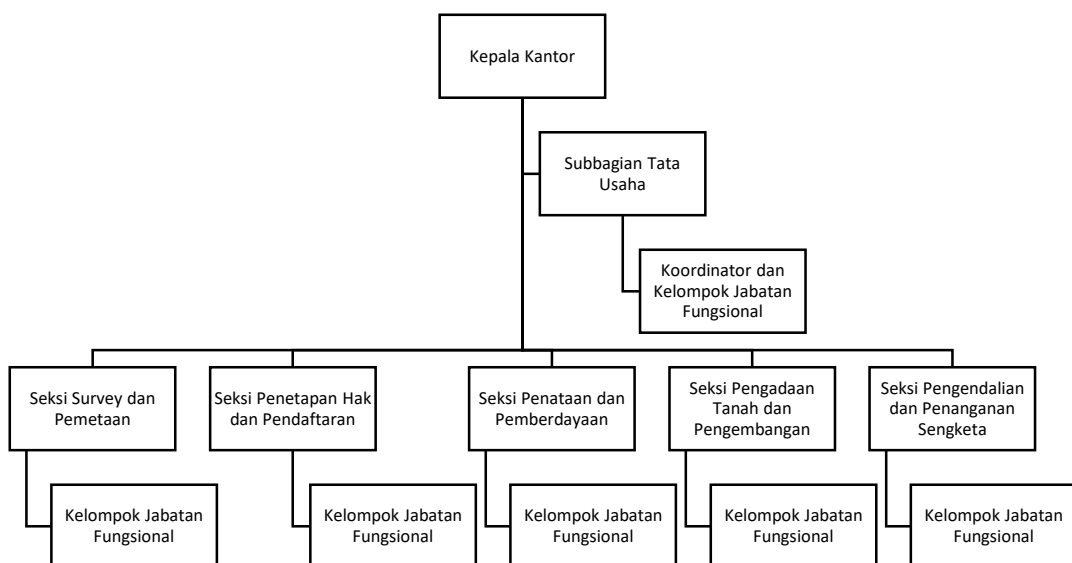 Kepala Kantor
Subbagian Tata
Usaha
Koordinator dan
Kelompok Jabatan
Fungsional
Seksi Survey dan
Pemetaan
Seksi Penetapan Hak
dan Pendaftaran
Seksi Penataan dan
Pemberdayaan
Seksi Pengadaan
Tanah dan
Pengembangan
Seksi Pengendalian
dan Penanganan
Sengketa
Kelompok Jabatan
Fungsional
Kelompok Jabatan
Fungsional
Kelompok Jabatan
Fungsional
Kelompok Jabatan
Fungsional
Kelompok Jabatan
Fungsional